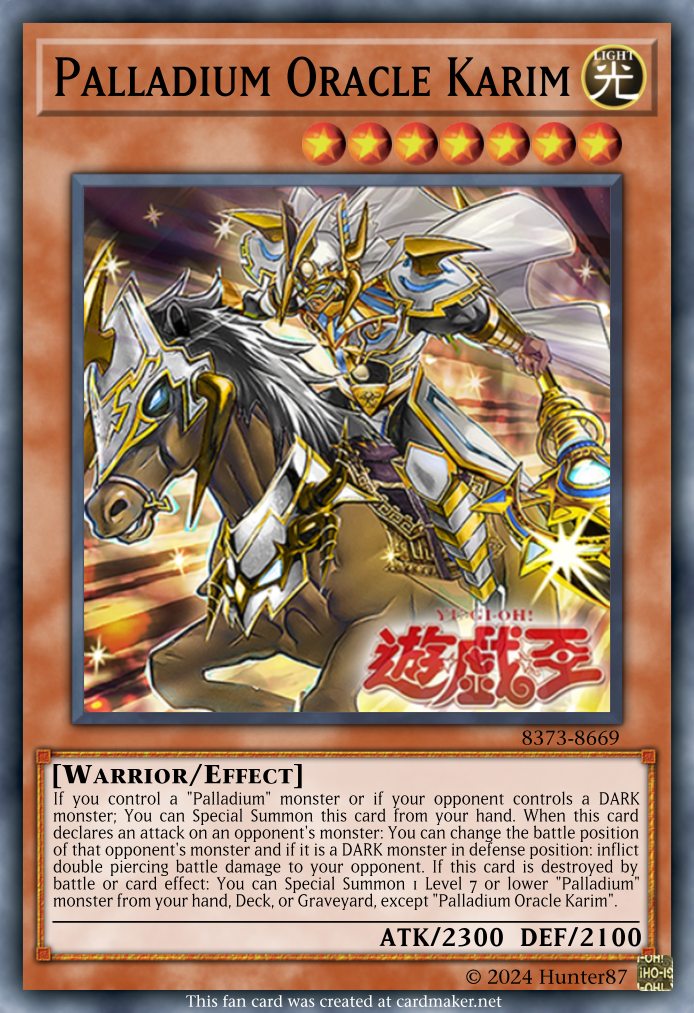 PALLADIUM ORACLE KARIM
LIGHT
光
YU-GI-OH!
遊☆戯☆王
8373-8669
[WARRIOR/EFFECT]
If you control a "Palladium" monster or if your opponent controls a DARK
monster; You can Special Summon this card from your hand. When this card
declares an attack on an opponent's monster: You can change the battle position
of that opponent's monster and if it is a DARK monster in defense position: inflict
double piercing battle damage to your opponent. If this card is destroyed by
battle or card effect: You can Special Summon 1 Level 7 or lower "Palladium"
monster from your hand, Deck, or Graveyard, except "Palladium Oracle Karim".
ATK/2300 DEF/2100
© 2024 Hunter87
This fan card was created at cardmaker.net